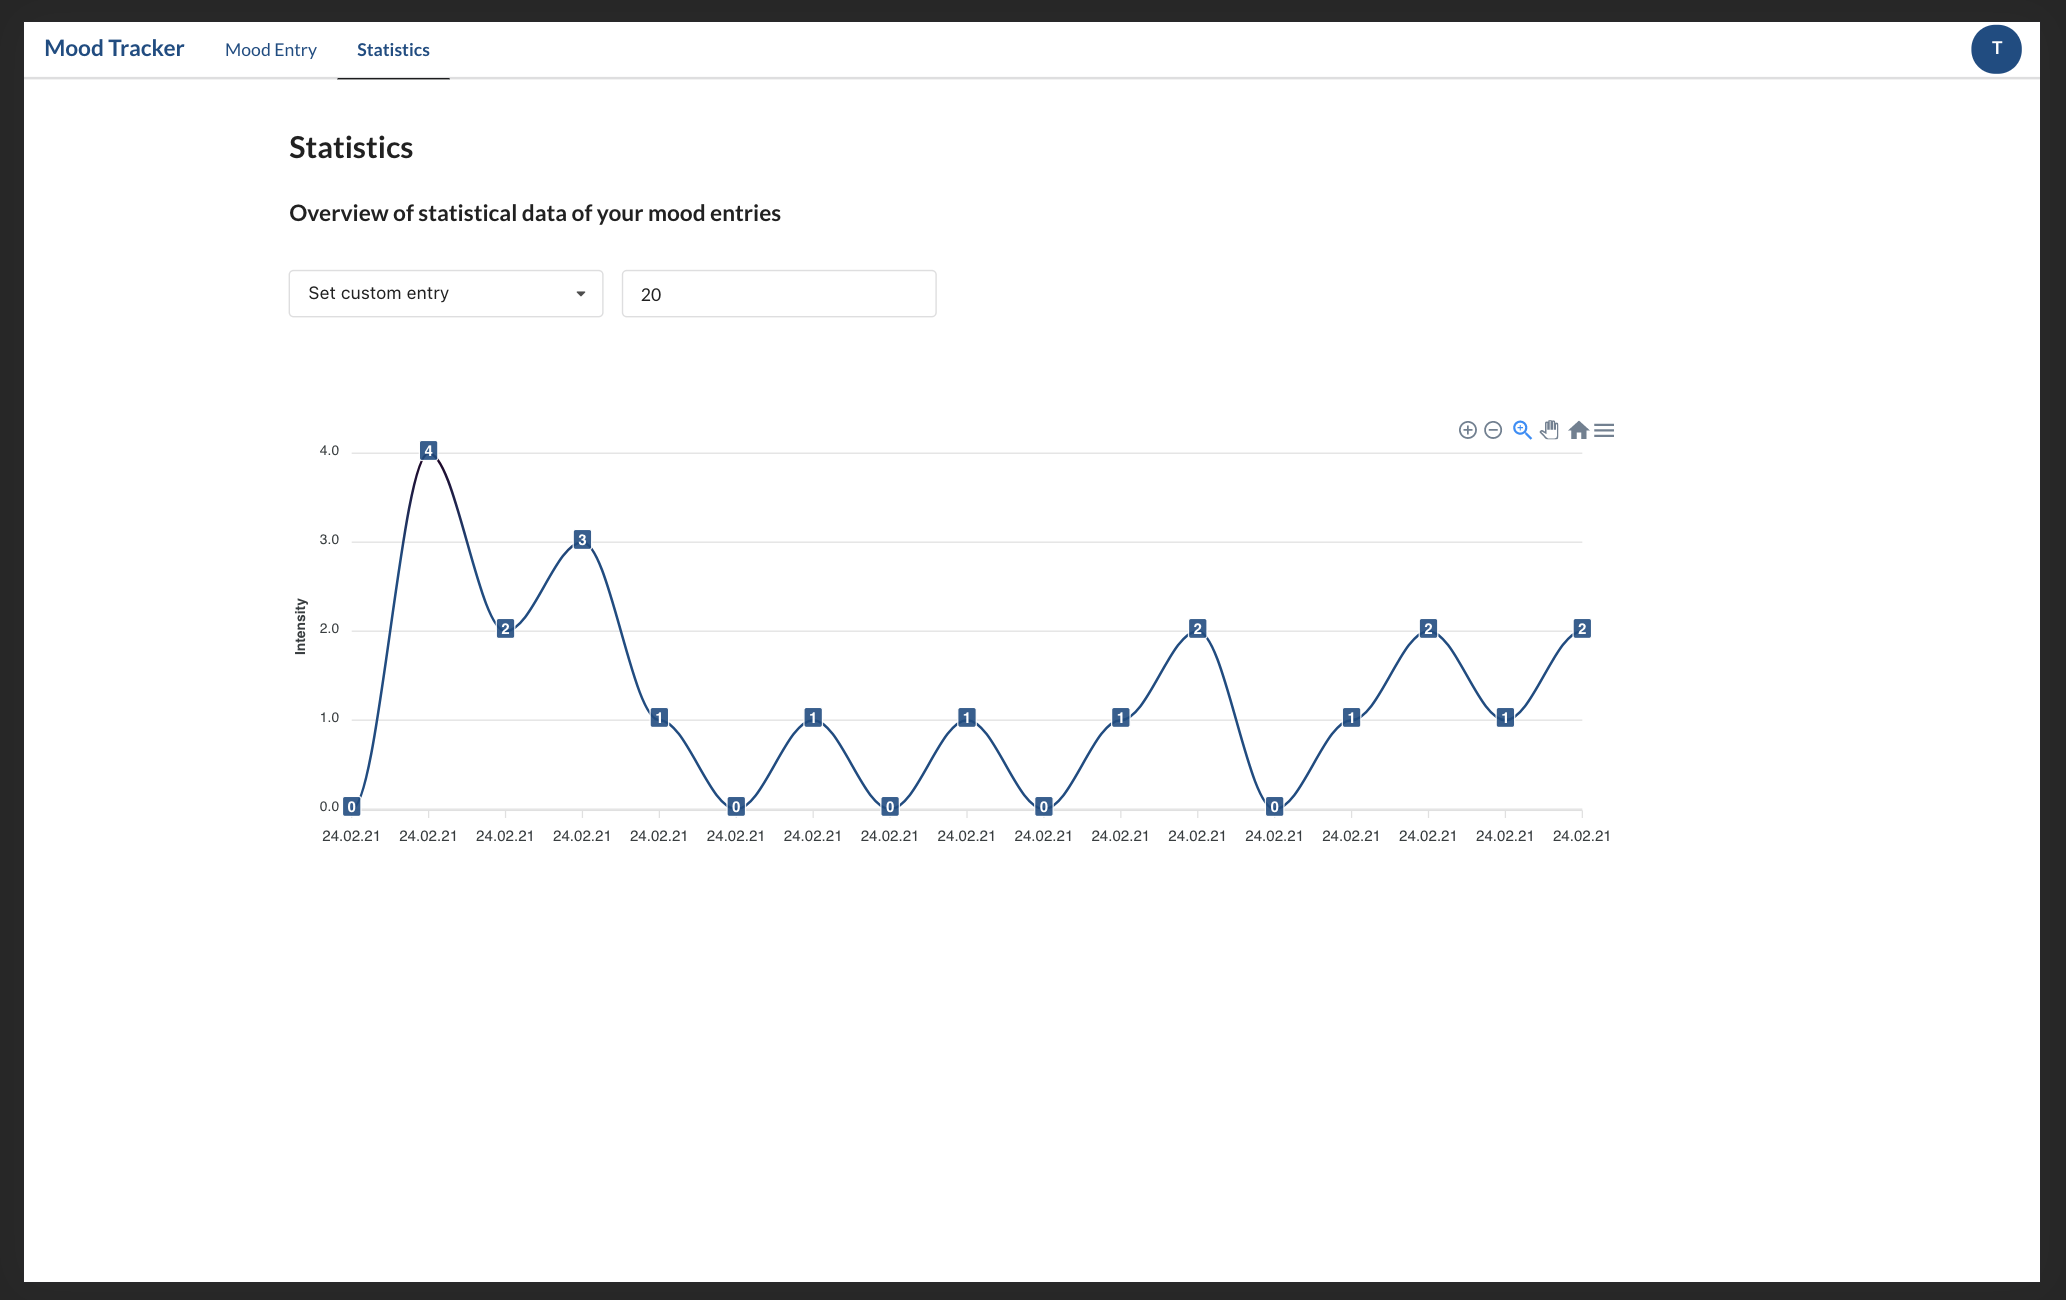 Mood Tracker Mood Entry Statistics T
Statistics
Overview of statistical data of your mood entries
Set custom entry 20
4.0 4
3.0 3
Intensity
2.0 2 2 2 2
1.0 1 1 1 1 1 1
0.0 0 0 0 0 0
24.02.21 24.02.21 24.02.21 24.02.21 24.02.21 24.02.21 24.02.21 24.02.21 24.02.21 24.02.21 24.02.21 24.02.21 24.02.21 24.02.21 24.02.21 24.02.21 24.02.21